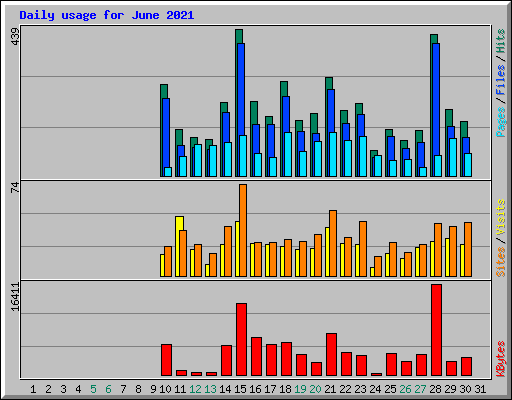 Daily usage for June 2021
439
Pages / Files / Hits
74
Sites / Visits
16411
KBytes
1 2 3 4 5 6 7 8 9 10 11 12 13 14 15 16 17 18 19 20 21 22 23 24 25 26 27 28 29 30 31